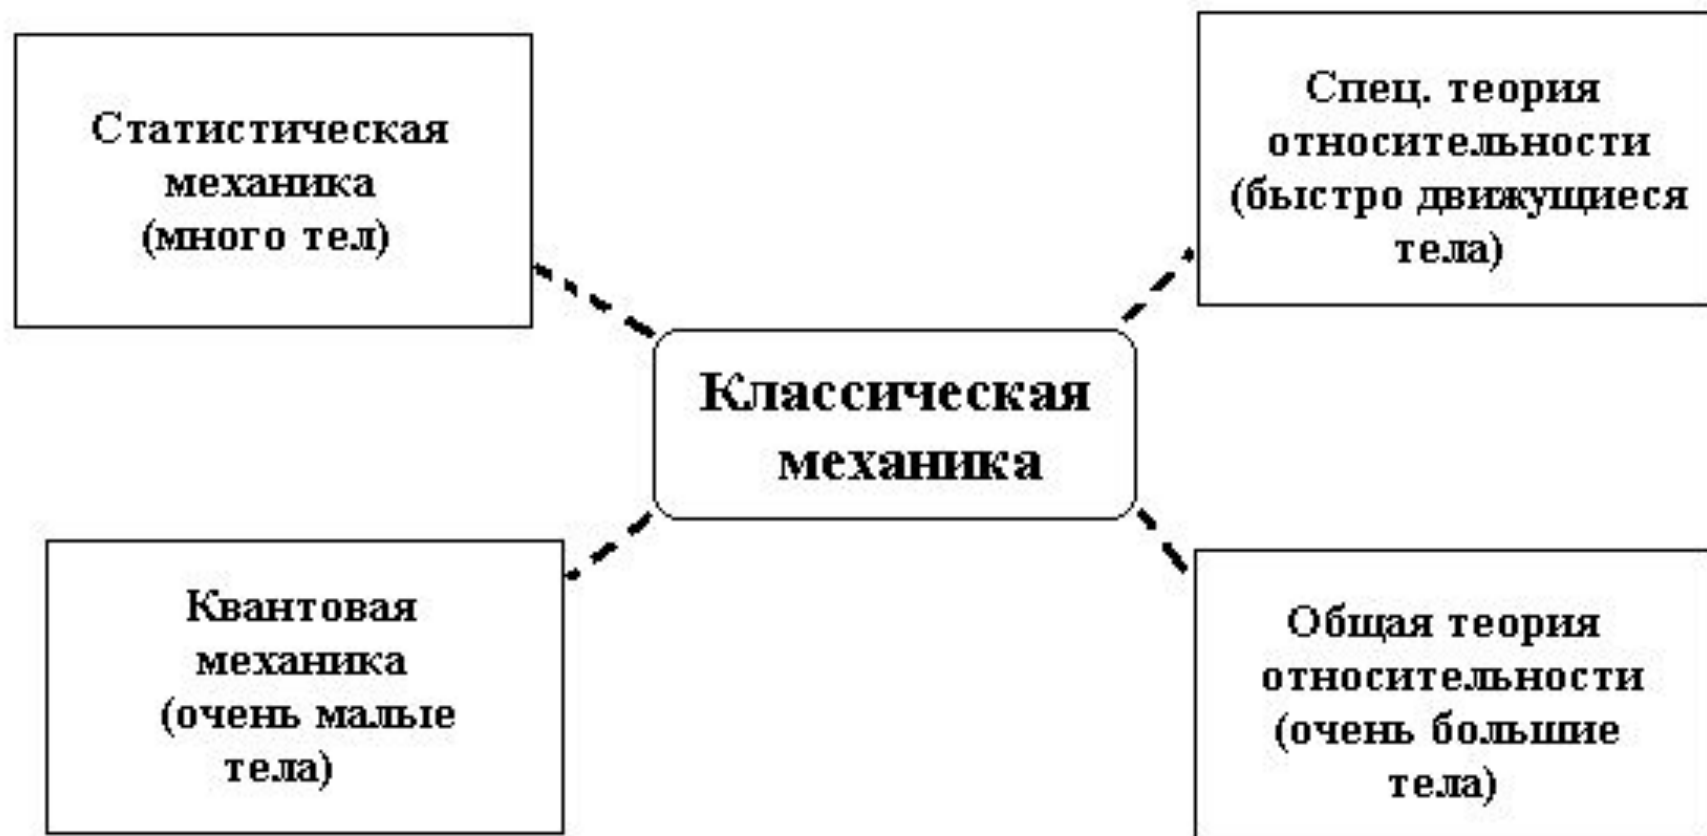 Статистическая
механика
(много тел)
Спец. теория
относительности
(быстро движущиеся
тела)
Классическая
механика
Квантовая
механика
(очень малые
тела)
Общая теория
относительности
(очень большие
тела)